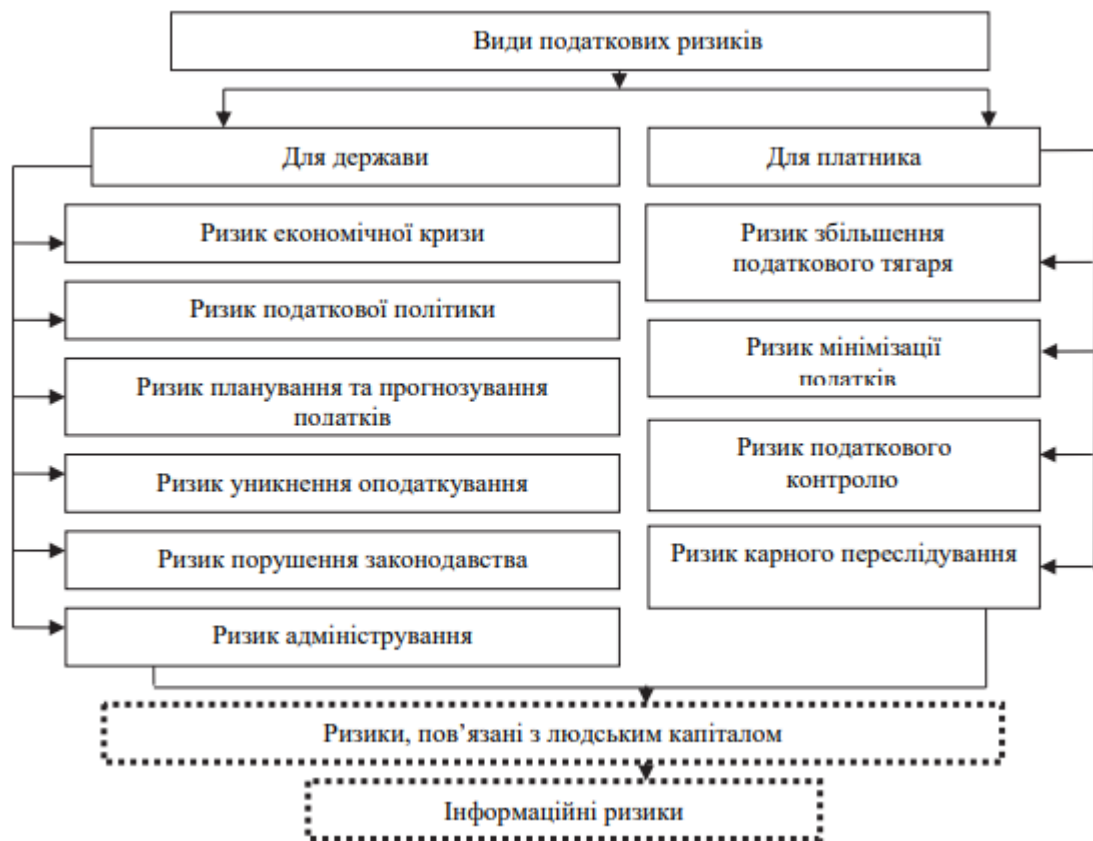 Види податкових ризиків
Для держави
Для платника
Ризик економічної кризи
Ризик податкової політики
Ризик планування та прогнозування
податків
Ризик уникнення оподаткування
Ризик порушення законодавства
Ризик адміністрування
Ризик збільшення
податкового тягаря
Ризик мінімізації
податків
Ризик податкового
контролю
Ризик карного переслідування
Ризики, пов’язані з людським капіталом
Інформаційні ризики